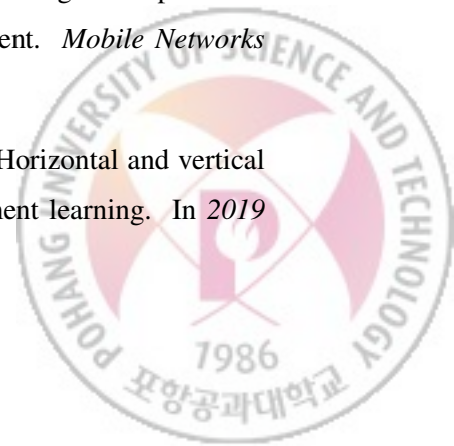 ent. Mobile Networks
Horizontal and vertical
ment learning. In 2019
POHANG UNIVERSITY OF SCIENCE AND TECHNOLOGY
1986
포항공과대학교